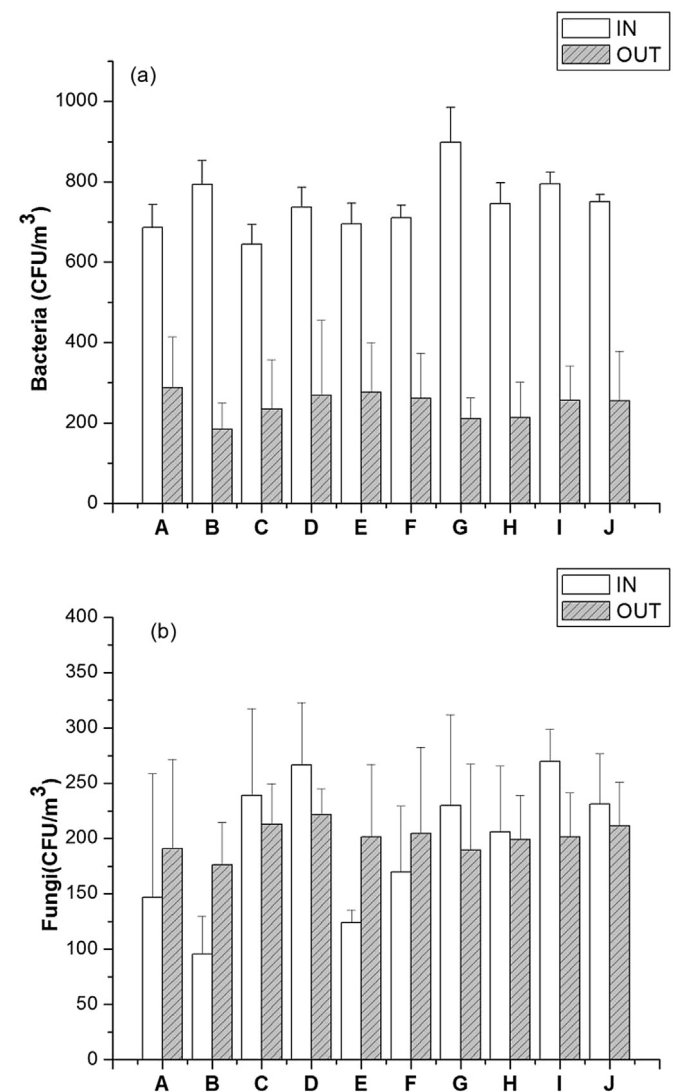 IN
OUT
(a)
1000
800
600
400
200
0
Bacteria (CFU/m³)
A B C D E F G H I J
IN
OUT
(b)
400
350
300
250
200
150
100
50
0
Fungi(CFU/m³)
A B C D E F G H I J